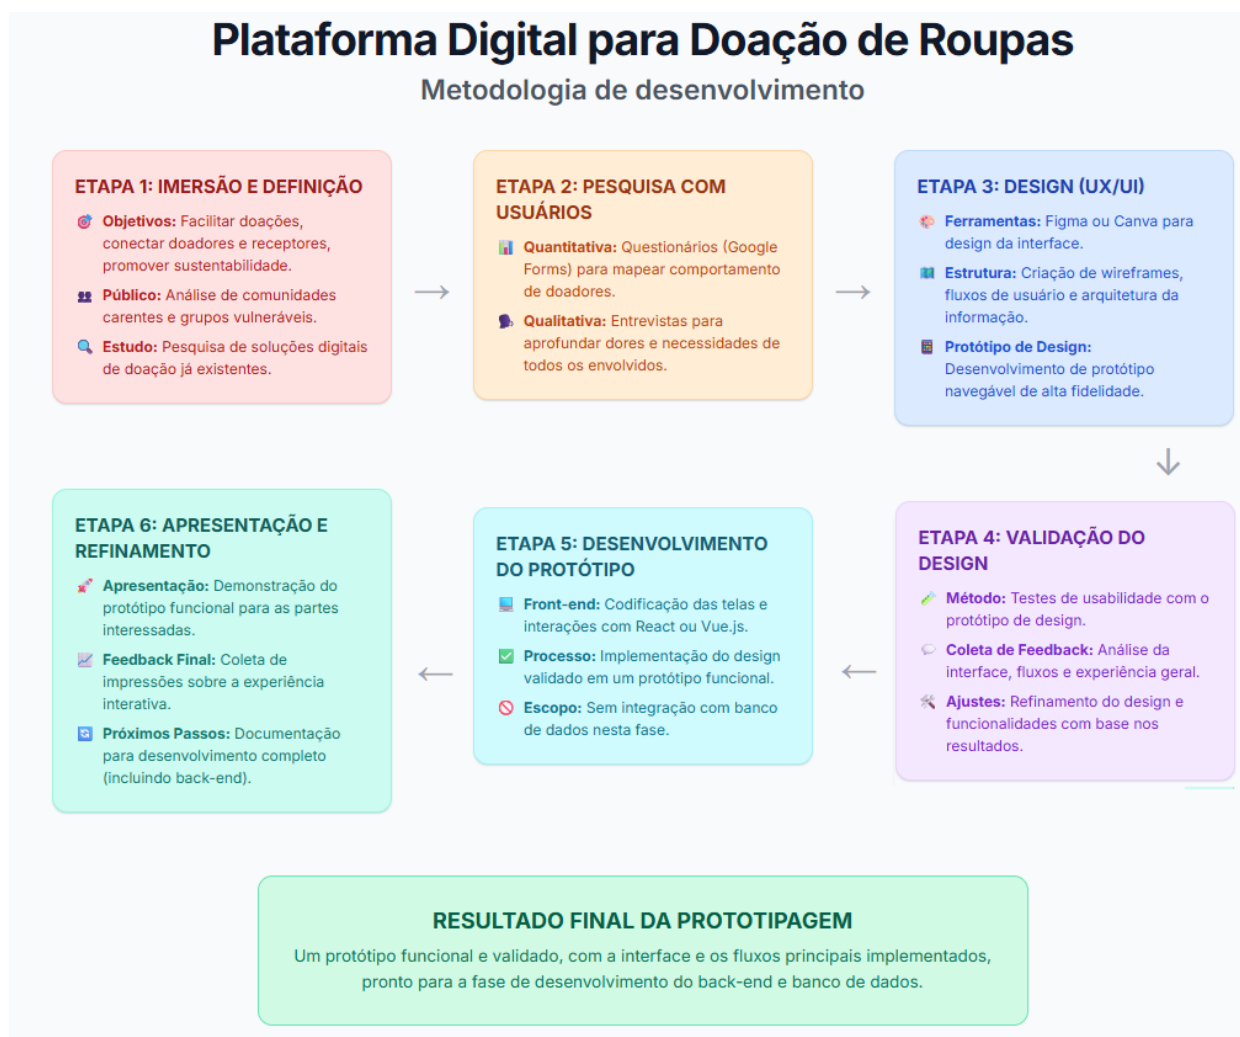 Plataforma Digital para Doação de Roupas
Metodologia de desenvolvimento
ETAPA 1: IMERSÃO E DEFINIÇÃO
Objetivos: Facilitar doações,
conectar doadores e receptores,
promover sustentabilidade.
Público: Análise de comunidades
carentes e grupos vulneráveis.
Estudo: Pesquisa de soluções digitais
de doação já existentes.
ETAPA 2: PESQUISA COM
USUÁRIOS
Quantitativa: Questionários (Google
Forms) para mapear comportamento
de doadores.
Qualitativa: Entrevistas para
aprofundar dores e necessidades de
todos os envolvidos.
ETAPA 3: DESIGN (UX/UI)
Ferramentas: Figma ou Canva para
design da interface.
Estrutura: Criação de wireframes,
fluxos de usuário e arquitetura da
informação.
Protótipo de Design:
Desenvolvimento de protótipo
navegável de alta fidelidade.
ETAPA 4: VALIDAÇÃO DO
DESIGN
Método: Testes de usabilidade com o
protótipo de design.
Coleta de Feedback: Análise da
interface, fluxos e experiência geral.
Ajustes: Refinamento do design e
funcionalidades com base nos
resultados.
ETAPA 5: DESENVOLVIMENTO
DO PROTÓTIPO
Front-end: Codificação das telas e
interações com React ou Vue.js.
Processo: Implementação do design
validado em um protótipo funcional.
Escopo: Sem integração com banco
de dados nesta fase.
ETAPA 6: APRESENTAÇÃO E
REFINAMENTO
Apresentação: Demonstração do
protótipo funcional para as partes
interessadas.
Feedback Final: Coleta de
impressões sobre a experiência
interativa.
Próximos Passos: Documentação
para desenvolvimento completo
(incluindo back-end).
RESULTADO FINAL DA PROTOTIPAGEM
Um protótipo funcional e validado, com a interface e os fluxos principais implementados,
pronto para a fase de desenvolvimento do back-end e banco de dados.